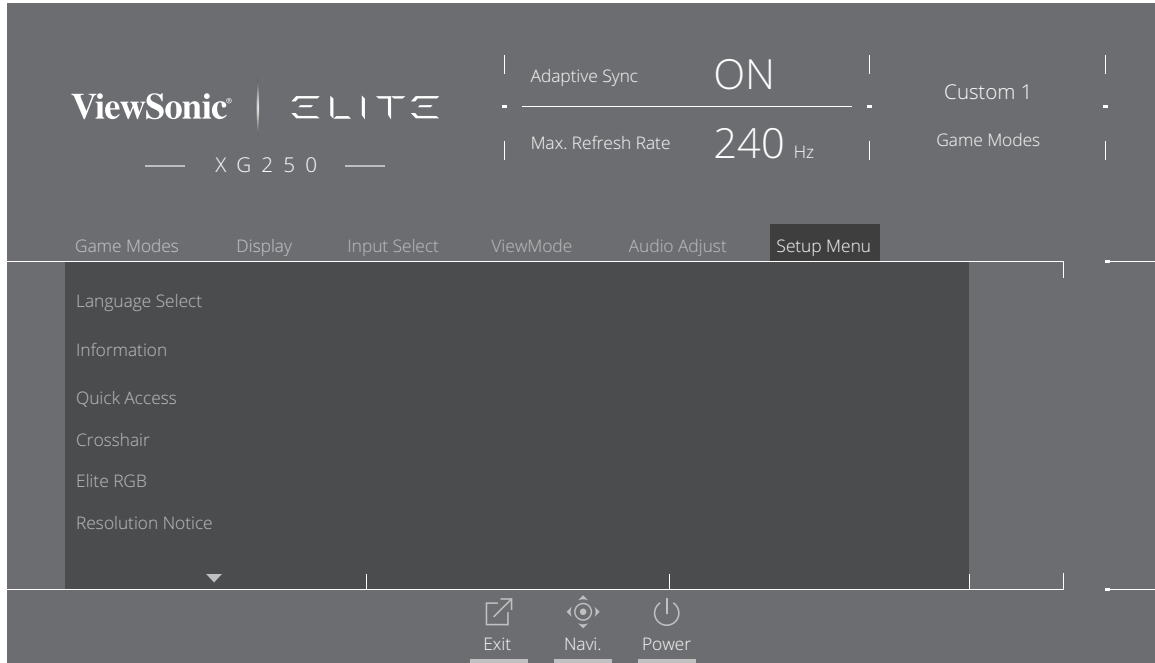 ViewSonic® ELITE
XG250
Adaptive Sync ON
Max. Refresh Rate 240 Hz
Custom 1
Game Modes
Game Modes Display Input Select ViewMode Audio Adjust Setup Menu
Language Select
Information
Quick Access
Crosshair
Elite RGB
Resolution Notice
Exit Navi. Power